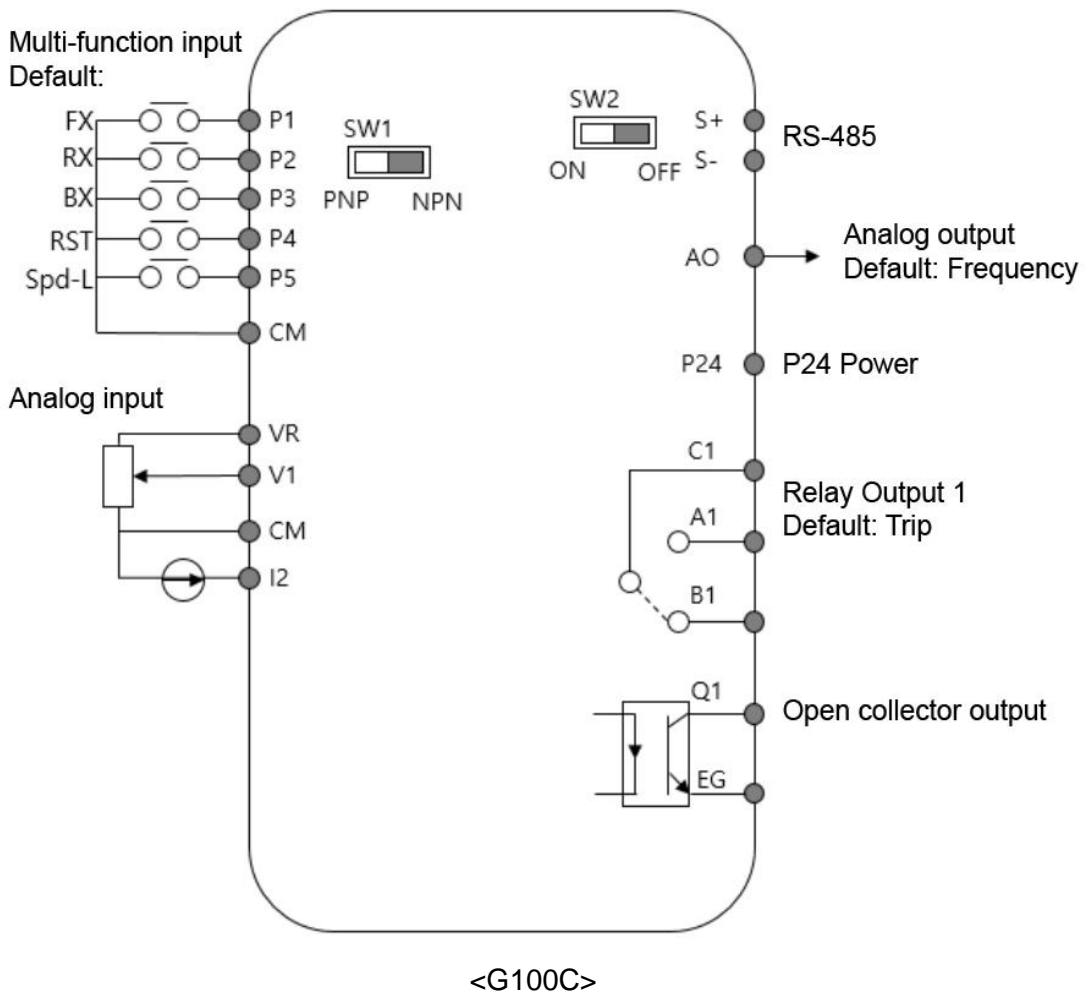 Multi-function input
Default:
FX
P1
RX
P2
BX
P3
RST
P4
Spd-L
P5
CM
SW1
PNP
NPN
SW2
ON
OFF
S+
S-
RS-485
AO
Analog output
Default: Frequency
P24
P24 Power
Analog input
VR
V1
CM
I2
C1
A1
B1
Relay Output 1
Default: Trip
Q1
EG
Open collector output
<G100C>